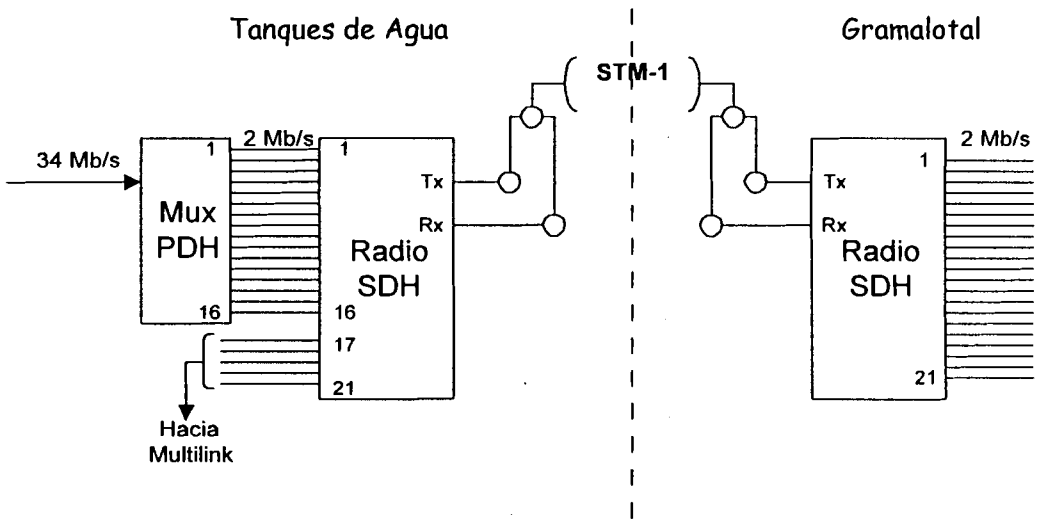 Tanques de Agua
Gramalotal
STM-1
34 Mb/s
Mux
PDH
1
16
2 Mb/s
1
Tx
Rx
Radio
SDH
16
17
21
Hacia
Multilink
Tx
Rx
Radio
SDH
1
21
2 Mb/s